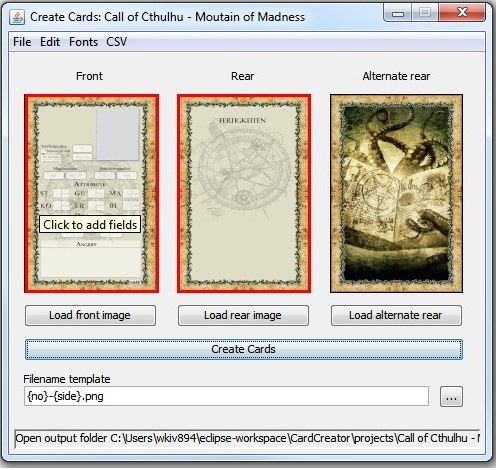 Create Cards: Call of Cthulhu - Moutain of Madness
File Edit Fonts CSV
Front Rear Alternate rear
FERTIGKEITEN
ATTRIBUTE
ST GE MA
KO ER BI
Click to add fields
ANGRIFF
Load front image Load rear image Load alternate rear
Create Cards
Filename template
{no}-{side}.png
...
Open output folder C:\Users\wkiv894\eclipse-workspace\CardCreator\projects\Call of Cthulhu - M